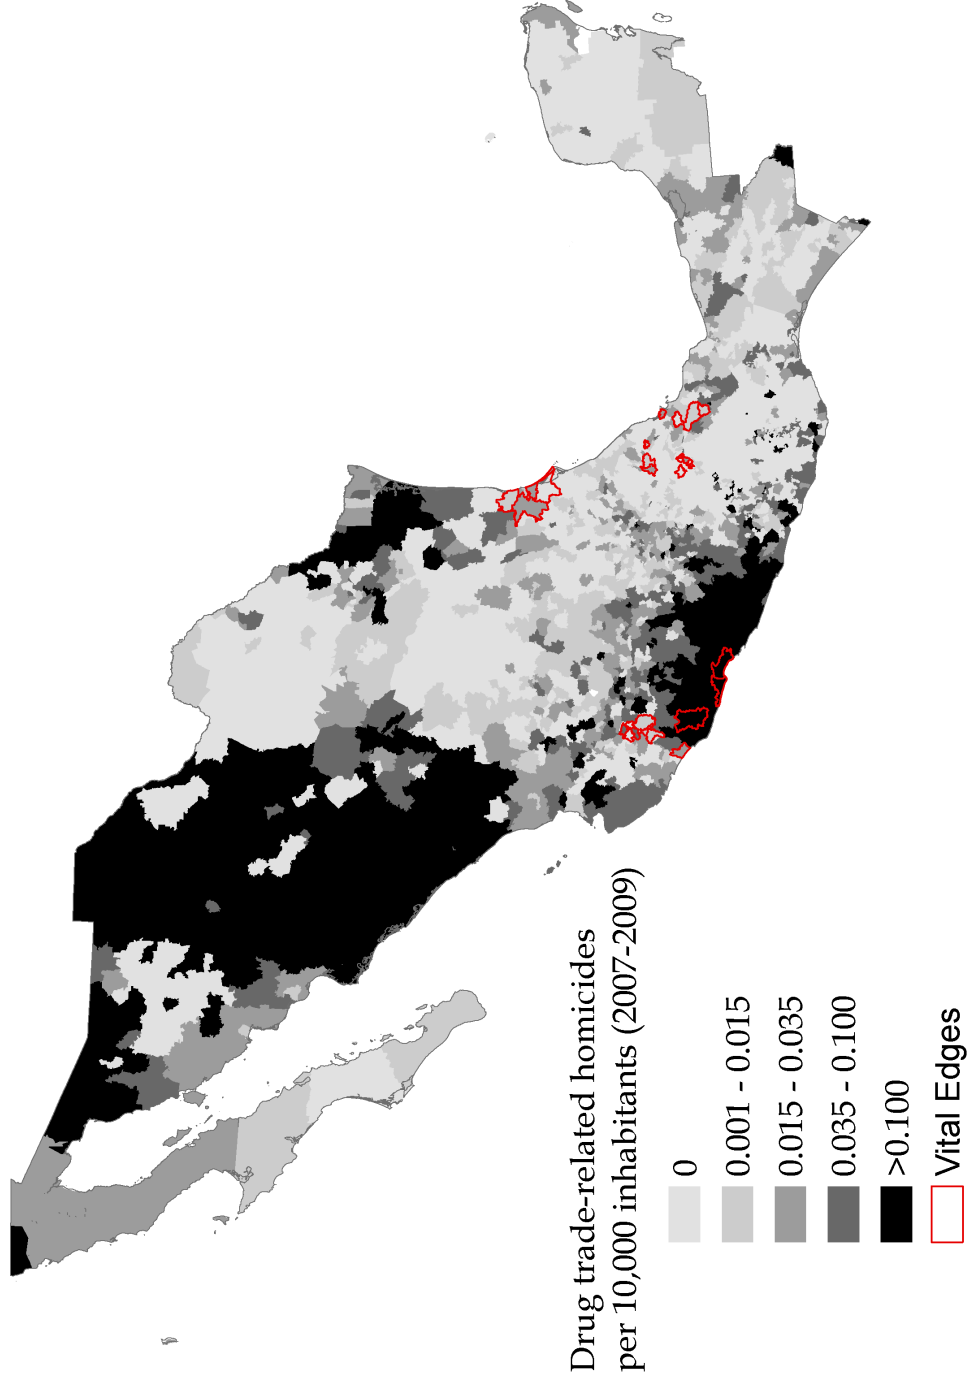 Drug trade-related homicides
per 10,000 inhabitants (2007-2009)
0
0.001 - 0.015
0.015 - 0.035
0.035 - 0.100
>0.100
Vital Edges